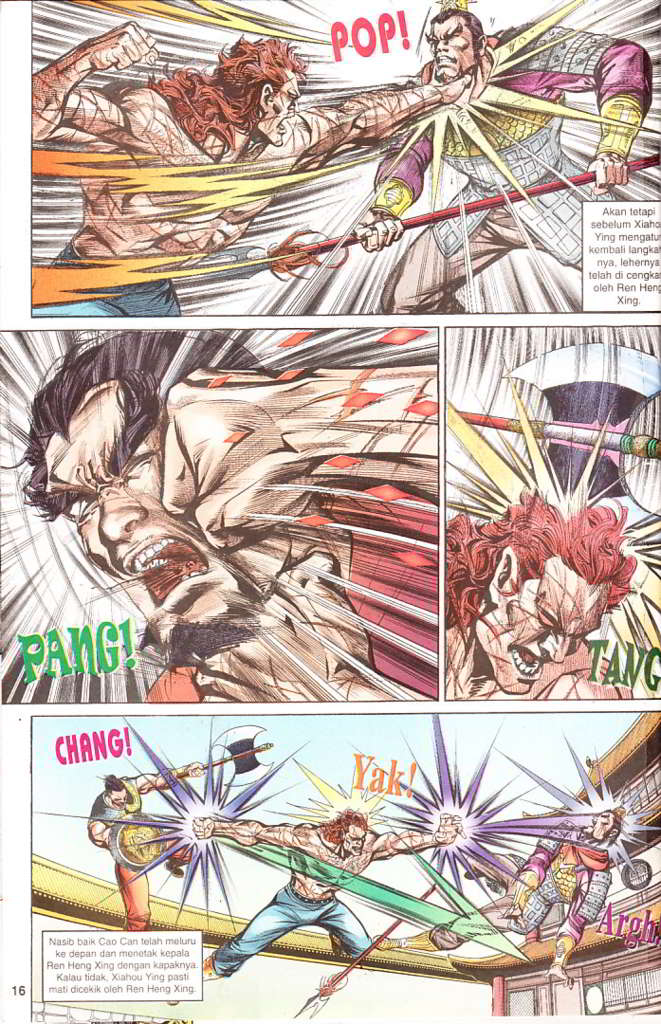 POP!
Akan tetapi
sebelum Xiahou
Ying mengatur
kembali langkah
nya, lehernya
telah di cengkam
oleh Ren Heng
Xing.
PANG!
TANG
CHANG!
Yak!
Argh
Nasib baik Cao Can telah meluru
ke depan dan menetak kepala
Ren Heng Xing dengan kapaknya.
Kalau tidak, Xiahou Ying pasti
mati dicekik oleh Ren Heng Xing.
16